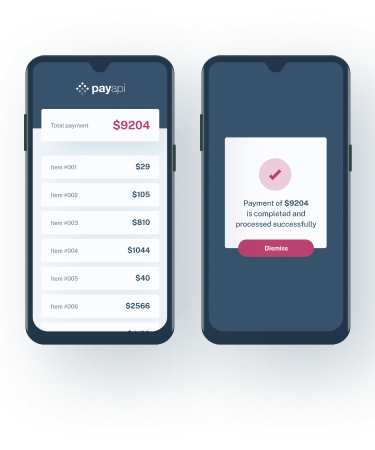 payapi
Total payment $9204
Item #001 $29
Item #002 $105
Item #003 $810
Item #004 $1044
Item #005 $40
Item #006 $2566
Payment of $9204
is completed and
processed successfully
Dismiss